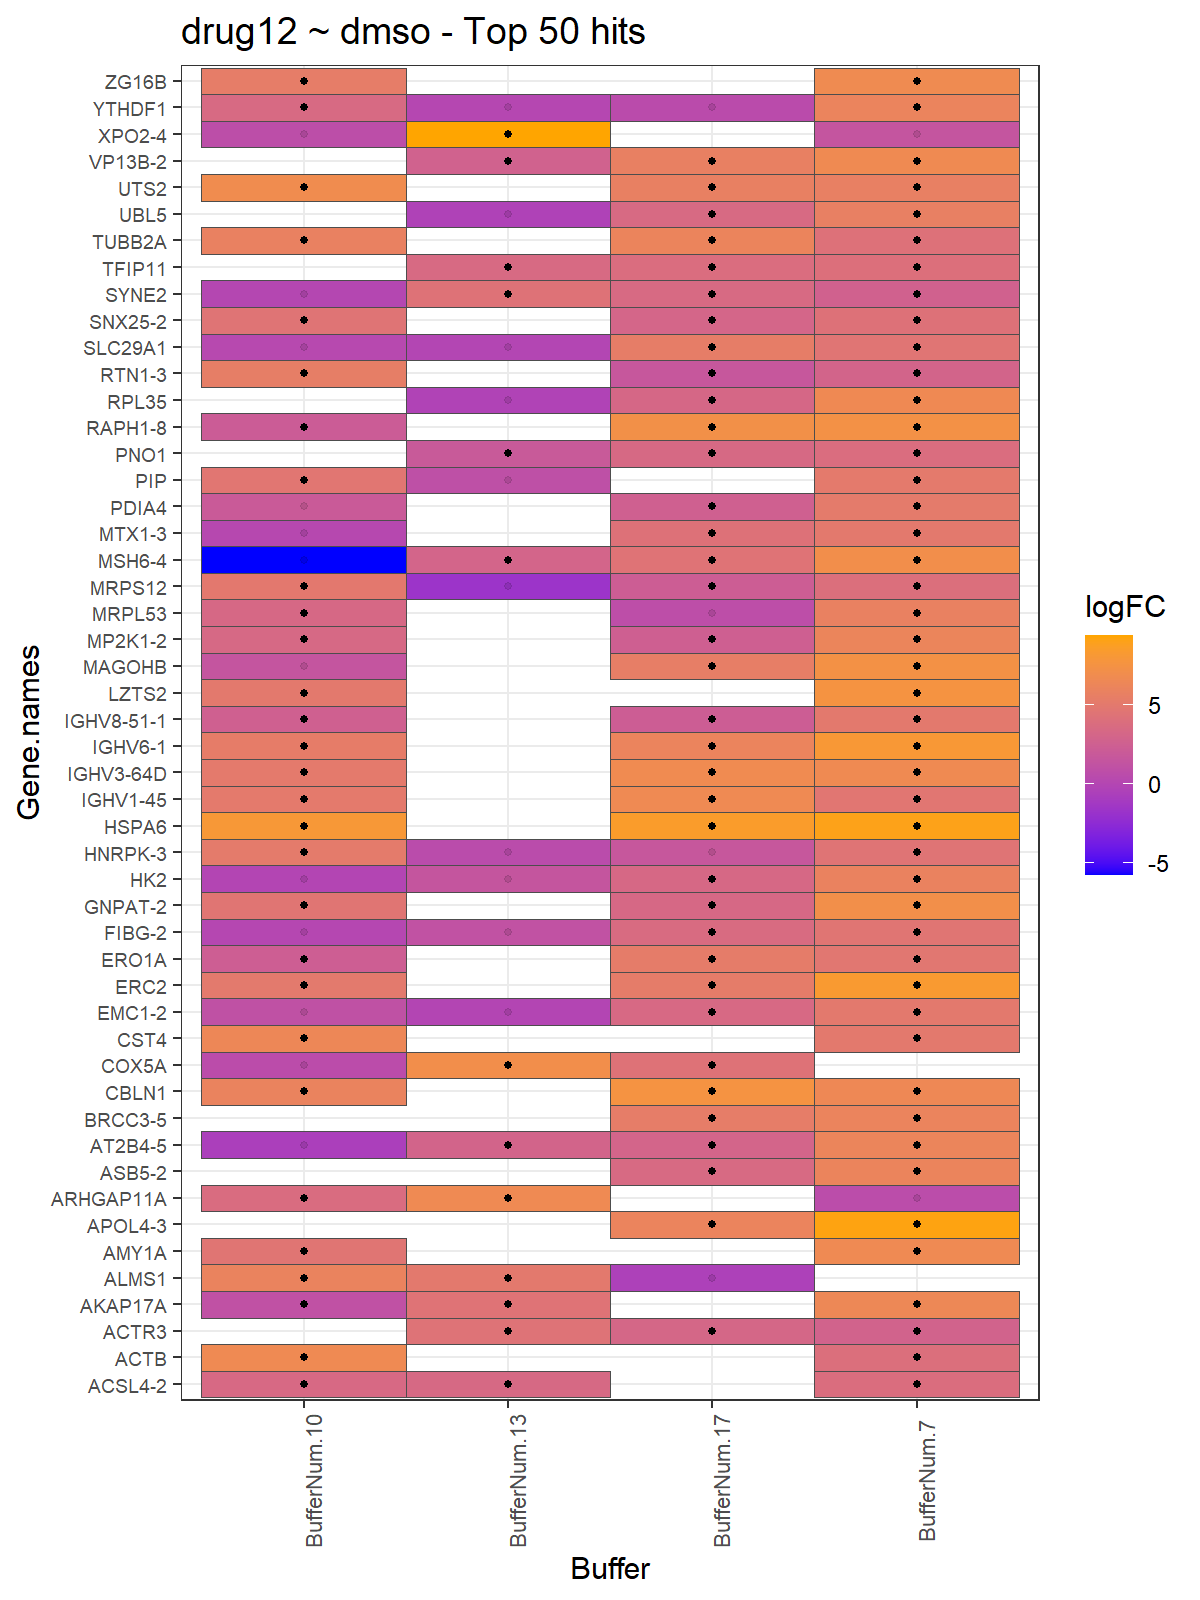 drug12 ~ dmso - Top 50 hits
ZG16B
YTHDF1
XPO2-4
VP13B-2
UTS2
UBL5
TUBB2A
TFIP11
SYNE2
SNX25-2
SLC29A1
RTN1-3
RPL35
RAPH1-8
PNO1
PIP
PDIA4
MTX1-3
MSH6-4
MRPS12
MRPL53
MP2K1-2
MAGOHB
LZTS2
IGHV8-51-1
IGHV6-1
IGHV3-64D
IGHV1-45
HSPA6
HNRPK-3
HK2
GNPAT-2
FIBG-2
ERO1A
ERC2
EMC1-2
CST4
COX5A
CBLN1
BRCC3-5
AT2B4-5
ASB5-2
ARHGAP11A
APOL4-3
AMY1A
ALMS1
AKAP17A
ACTR3
ACTB
ACSL4-2
Gene.names
BufferNum.10
BufferNum.13
BufferNum.17
BufferNum.7
Buffer
logFC
5
0
-5